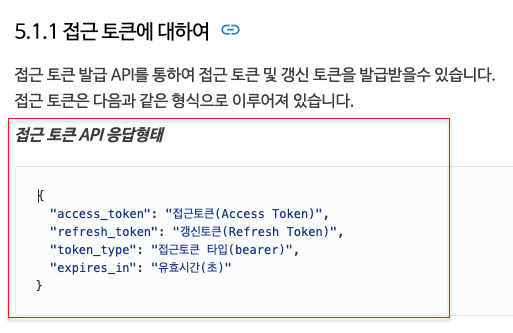 5.1.1 접근 토큰에 대하여
접근 토큰 발급 API를 통하여 접근 토큰 및 갱신 토큰을 발급받을수 있습니다.
접근 토큰은 다음과 같은 형식으로 이루어져 있습니다.
접근 토큰 API 응답형태
{
"access_token": "접근토큰(Access Token)",
"refresh_token": "갱신토큰(Refresh Token)",
"token_type": "접근토큰 타입(bearer)",
"expires_in": "유효시간(초)"
}